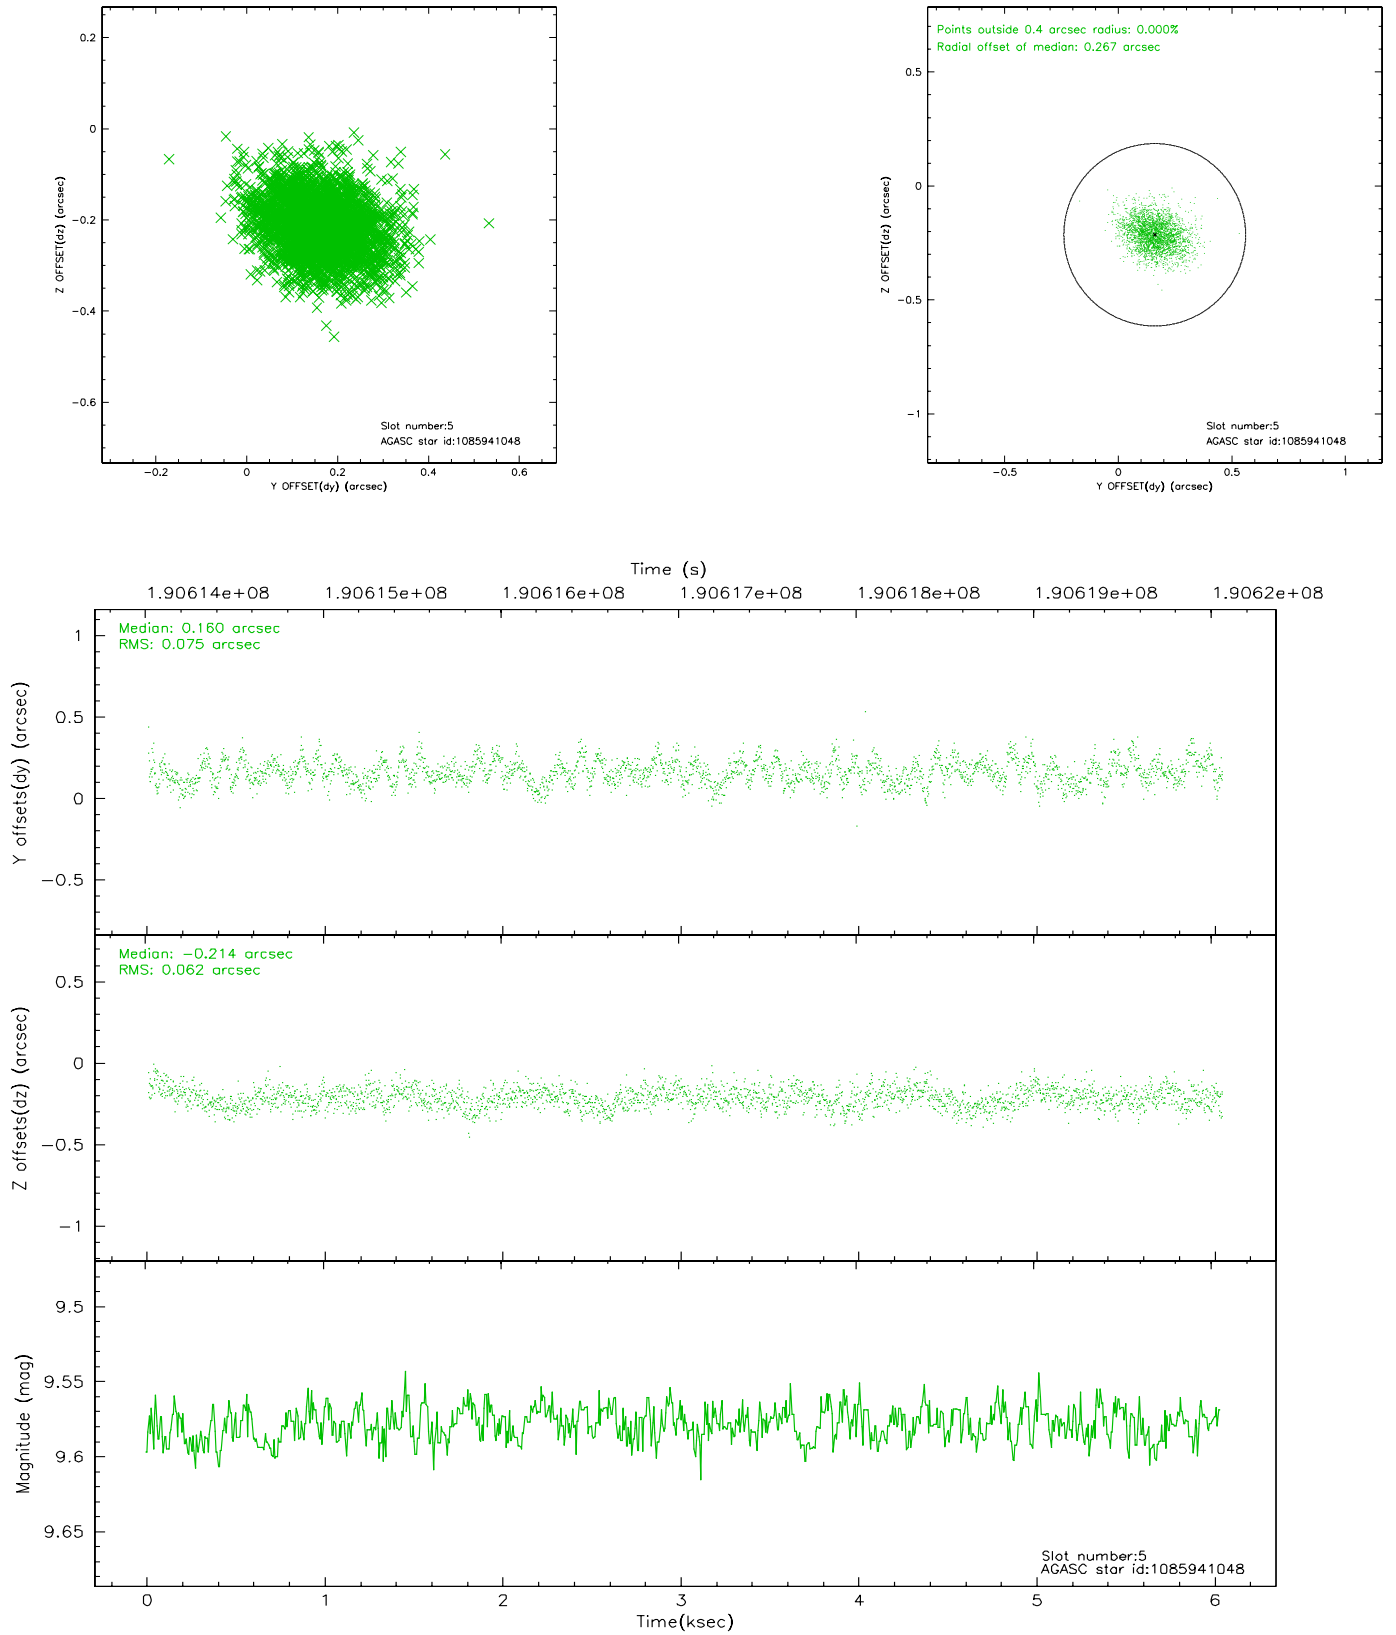 0.2
0
-0.2
-0.4
-0.6
Z OFFSET(dz) (arcsec)
Slot number:5
AGASC star id:1085941048
-0.2 0 0.2 0.4 0.6
Y OFFSET(dy) (arcsec)
Points outside 0.4 arcsec radius: 0.000%
Radial offset of median: 0.267 arcsec
0.5
0
-0.5
-1
Z OFFSET(dz) (arcsec)
Slot number:5
AGASC star id:1085941048
-0.5 0 0.5 1
Y OFFSET(dy) (arcsec)
Time (s)
1.90614e+08 1.90615e+08 1.90616e+08 1.90617e+08 1.90618e+08 1.90619e+08 1.9062e+08
Median: 0.160 arcsec
RMS: 0.075 arcsec
1
0.5
0
-0.5
Y offsets(dy) (arcsec)
Median: -0.214 arcsec
RMS: 0.062 arcsec
0.5
0
-0.5
-1
Z offsets(dz) (arcsec)
9.5
9.55
9.6
9.65
Magnitude (mag)
Slot number:5
AGASC star id:1085941048
0 1 2 3 4 5 6
Time(ksec)